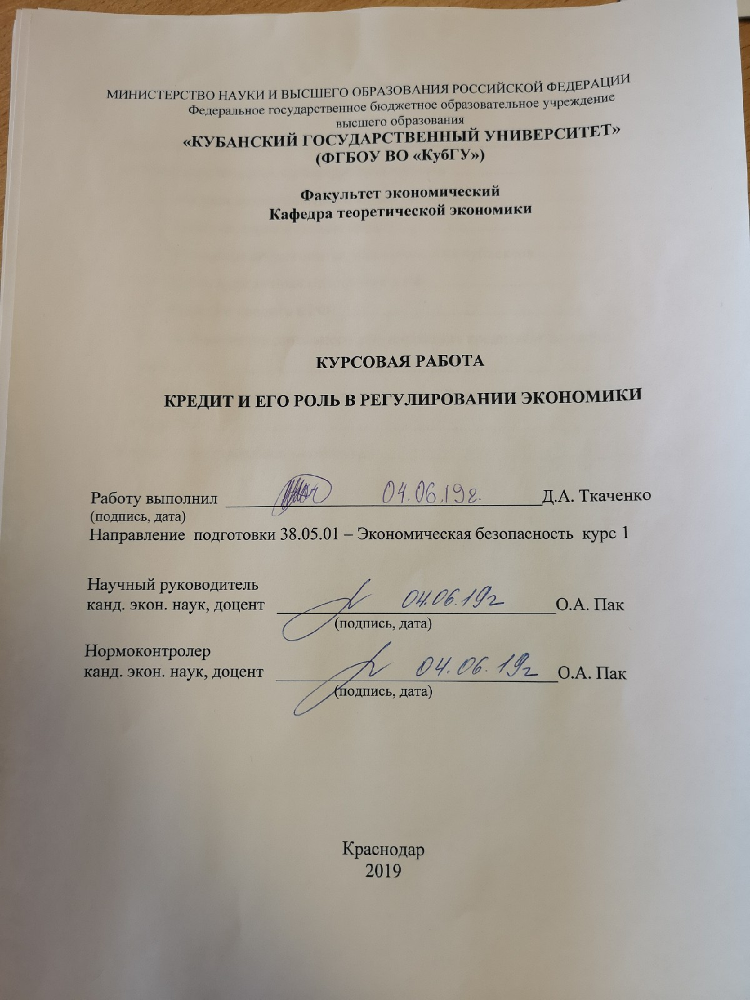 МИНИСТЕРСТВО НАУКИ И ВЫСШЕГО ОБРАЗОВАНИЯ РОССИЙСКОЙ ФЕДЕРАЦИИ
Федеральное государственное бюджетное образовательное учреждение
высшего образования
«КУБАНСКИЙ ГОСУДАРСТВЕННЫЙ УНИВЕРСИТЕТ»
(ФГБОУ ВО «КубГУ»)
Факультет экономический
Кафедра теоретической экономики
КУРСОВАЯ РАБОТА
КРЕДИТ И ЕГО РОЛЬ В РЕГУЛИРОВАНИИ ЭКОНОМИКИ
Работу выполнил 04.06.19г. Д.А. Ткаченко
(подпись, дата)
Направление подготовки 38.05.01 – Экономическая безопасность курс 1
Научный руководитель
канд. экон. наук, доцент 04.06.19г О.А. Пак
(подпись, дата)
Нормоконтролер
канд. экон. наук, доцент 04.06.19г О.А. Пак
(подпись, дата)
Краснодар
2019